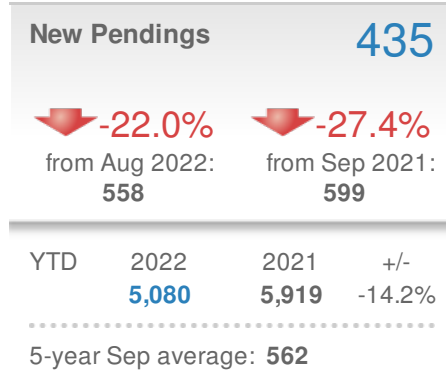 New Pendings 435
-22.0% -27.4%
from Aug 2022: from Sep 2021:
558 599
YTD 2022 2021 +/-
5,080 5,919 -14.2%
5-year Sep average: 562